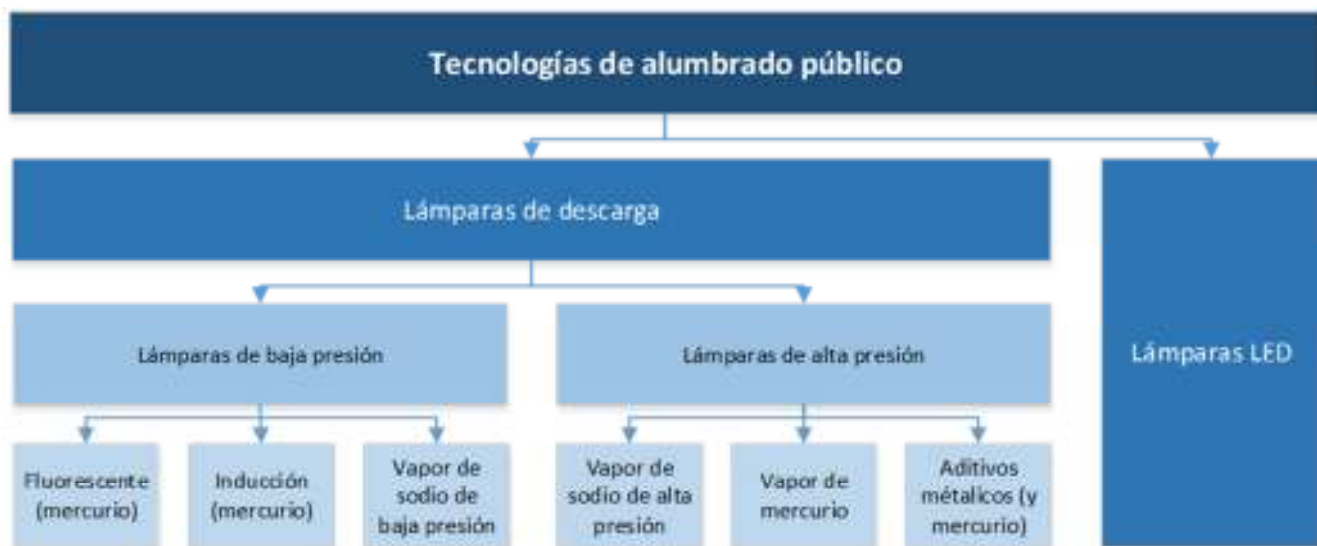 Tecnologías de alumbrado público
Lámparas de descarga
Lámparas de baja presión
Lámparas de alta presión
Lámparas LED
Fluorescente
(mercurio)
Inducción
(mercurio)
Vapor de
sodio de
baja presión
Vapor de
sodio de alta
presión
Vapor de
mercurio
Aditivos
métalicos (y
mercurio)